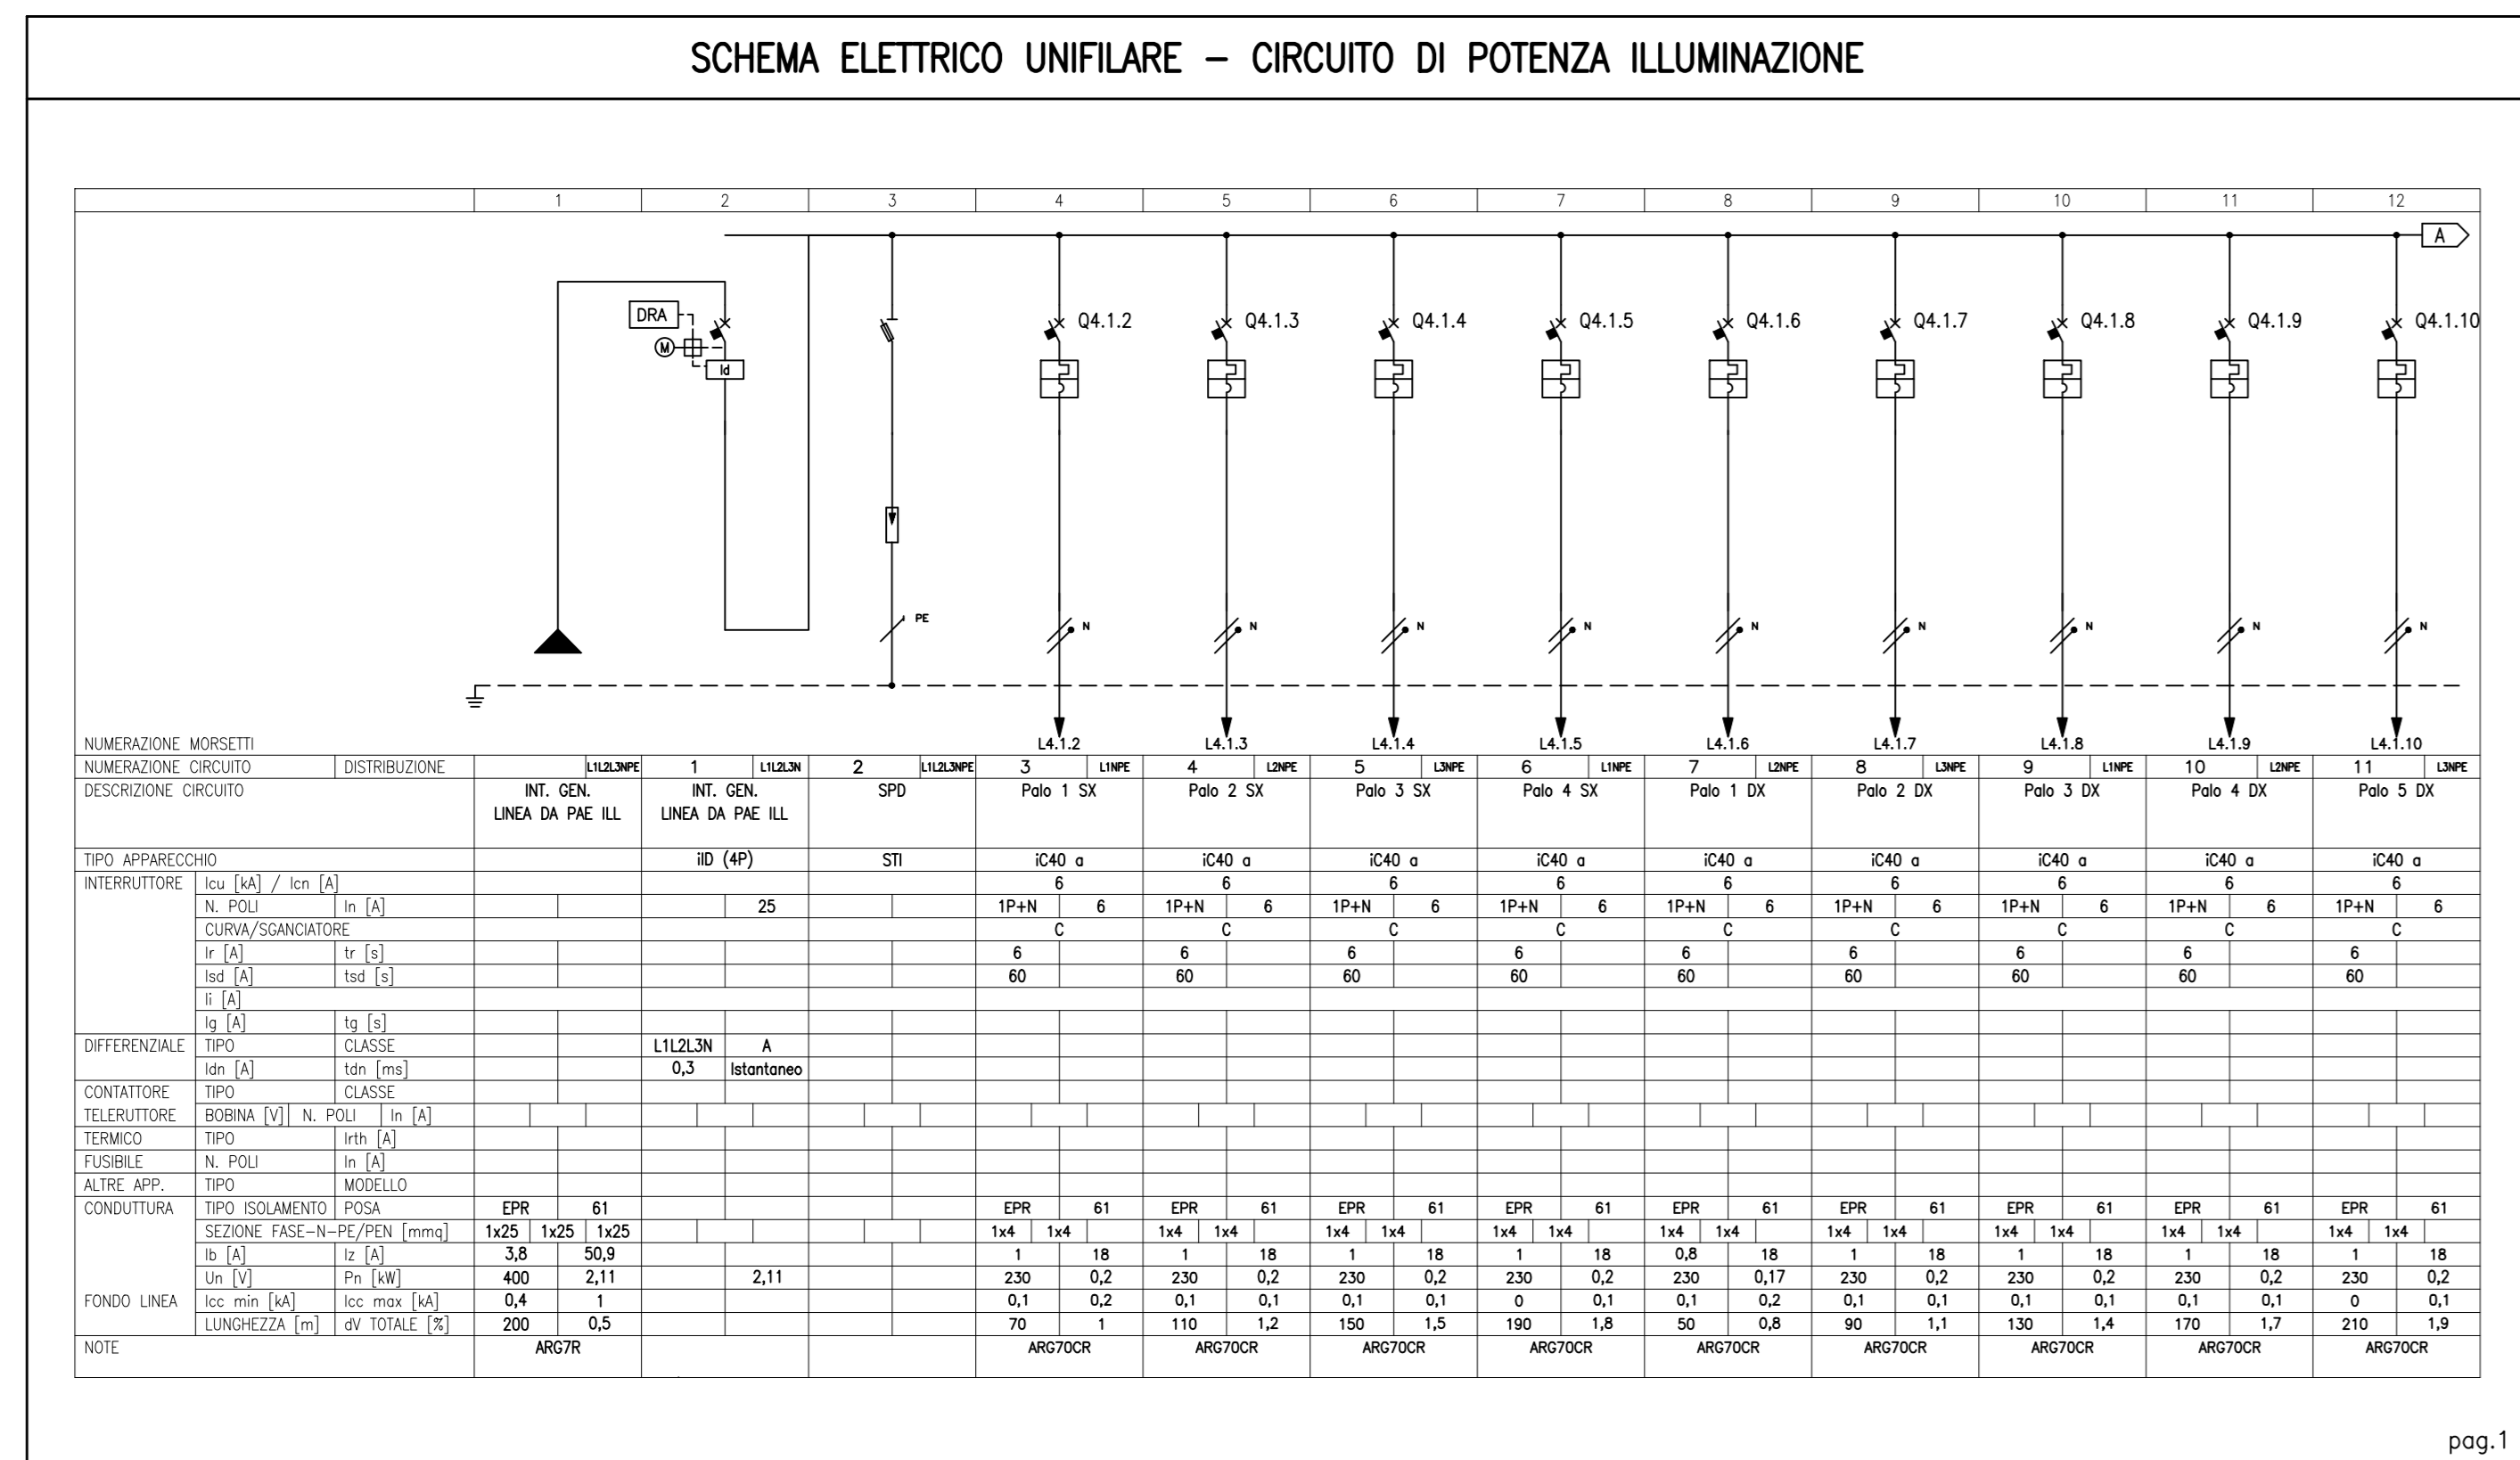 SCHEMA ELETTRICO UNIFILARE – CIRCUITO DI POTENZA ILLUMINAZIONE
1 2 3 4 5 6 7 8 9 10 11 12
A
DRA Q4.1.2 Q4.1.3 Q4.1.4 Q4.1.5 Q4.1.6 Q4.1.7 Q4.1.8 Q4.1.9 Q4.1.10
M
Id
PE N N N N N N N N N
NUMERAZIONE MORSETTI L4.1.2 L4.1.3 L4.1.4 L4.1.5 L4.1.6 L4.1.7 L4.1.8 L4.1.9 L4.1.10
NUMERAZIONE CIRCUITO DISTRIBUZIONE L1L2L3NPE 1 L1L2L3N 2 L1L2L3NPE 3 L1NPE 4 L2NPE 5 L3NPE 6 L1NPE 7 L2NPE 8 L3NPE 9 L1NPE 10 L2NPE 11 L3NPE
DESCRIZIONE CIRCUITO INT. GEN. INT. GEN. SPD Palo 1 SX Palo 2 SX Palo 3 SX Palo 4 SX Palo 1 DX Palo 2 DX Palo 3 DX Palo 4 DX Palo 5 DX
LINEA DA PAE ILL LINEA DA PAE ILL
TIPO APPARECCHIO iID (4P) STI iC40 a iC40 a iC40 a iC40 a iC40 a iC40 a iC40 a iC40 a iC40 a
INTERRUTTORE Icu [kA] / Icn [A] 6 6 6 6 6 6 6 6 6
N. POLI In [A] 25 1P+N 6 1P+N 6 1P+N 6 1P+N 6 1P+N 6 1P+N 6 1P+N 6 1P+N 6 1P+N 6
CURVA/SGANCIATORE C C C C C C C C C
Ir [A] tr [s] 6 6 6 6 6 6 6 6 6
Isd [A] tsd [s] 60 60 60 60 60 60 60 60 60
Ii [A]
Ig [A] tg [s]
DIFFERENZIALE TIPO CLASSE L1L2L3N A
Idn [A] tdn [ms] 0,3 Istantaneo
CONTATTORE TIPO CLASSE
TELERUTTORE BOBINA [V] N. POLI In [A]
TERMICO TIPO Irth [A]
FUSIBILE N. POLI In [A]
ALTRE APP. TIPO MODELLO
CONDUTTURA TIPO ISOLAMENTO POSA EPR 61 EPR 61 EPR 61 EPR 61 EPR 61 EPR 61 EPR 61 EPR 61 EPR 61 EPR 61
SEZIONE FASE-N-PE/PEN [mmq] 1x25 1x25 1x25 1x4 1x4 1x4 1x4 1x4 1x4 1x4 1x4 1x4 1x4 1x4 1x4 1x4 1x4 1x4 1x4 1x4 1x4
Ib [A] Iz [A] 3,8 50,9 1 18 1 18 1 18 1 18 0,8 18 1 18 1 18 1 18 1 18
Un [V] Pn [kW] 400 2,11 2,11 230 0,2 230 0,2 230 0,2 230 0,2 230 0,17 230 0,2 230 0,2 230 0,2 230 0,2
FONDO LINEA Icc min [kA] Icc max [kA] 0,4 1 0,1 0,2 0,1 0,1 0,1 0,1 0 0,1 0,1 0,2 0,1 0,1 0,1 0,1 0,1 0,1 0 0,1
LUNGHEZZA [m] dV TOTALE [%] 200 0,5 70 1 110 1,2 150 1,5 190 1,8 50 0,8 90 1,1 130 1,4 170 1,7 210 1,9
NOTE ARG7R ARG7OCR ARG7OCR ARG7OCR ARG7OCR ARG7OCR ARG7OCR ARG7OCR ARG7OCR ARG7OCR
pag.1